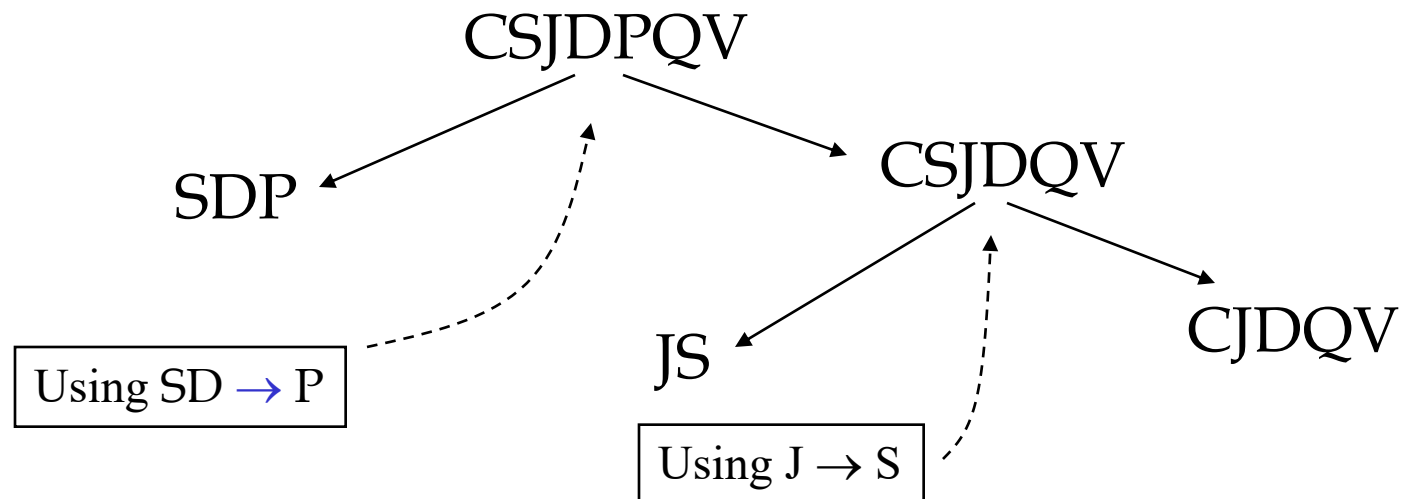 CSJDPQV
CSJDQV
SDP
CJDQV
JS
Using SD → P
Using J → S